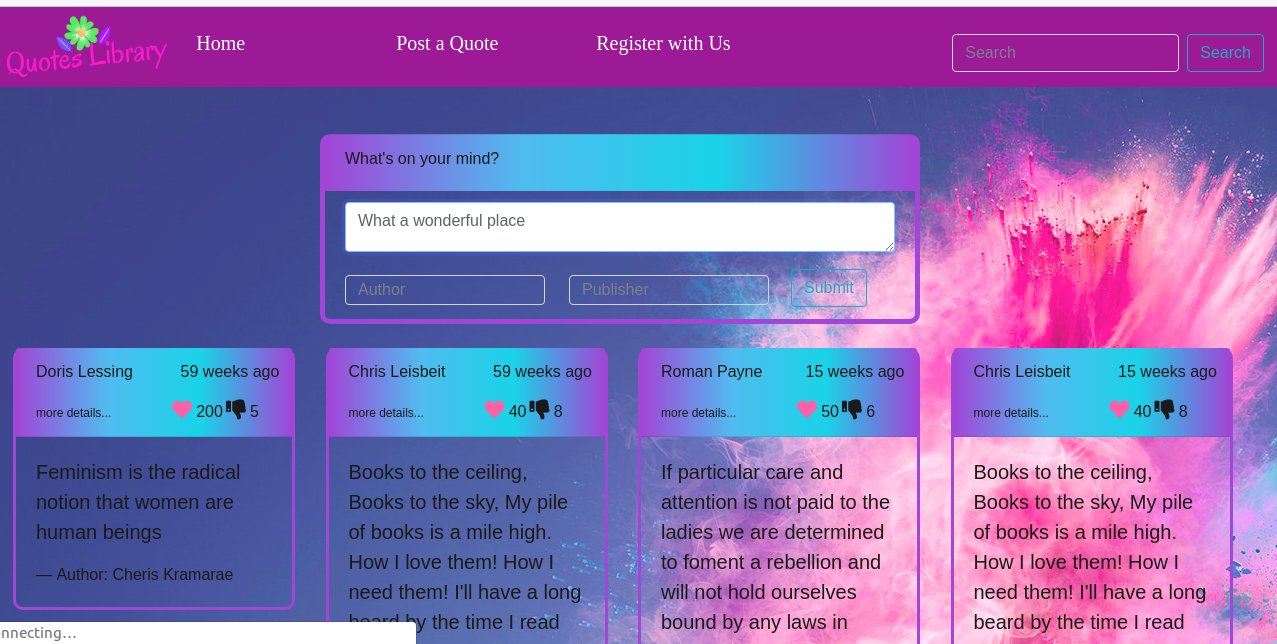 Quotes Library
Home
Post a Quote
Register with Us
Search
Search
What's on your mind?
What a wonderful place
Author
Publisher
Submit
Doris Lessing
59 weeks ago
more details...
200
5
Feminism is the radical
notion that women are
human beings
— Author: Cheris Kramarae
Chris Leisbeit
59 weeks ago
more details...
40
8
Books to the ceiling,
Books to the sky, My pile
of books is a mile high.
How I love them! How I
need them! I'll have a long
beard by the time I read
Roman Payne
15 weeks ago
more details...
50
6
If particular care and
attention is not paid to the
ladies we are determined
to foment a rebellion and
will not hold ourselves
bound by any laws in
Chris Leisbeit
15 weeks ago
more details...
40
8
Books to the ceiling,
Books to the sky, My pile
of books is a mile high.
How I love them! How I
need them! I'll have a long
beard by the time I read
nnecting...